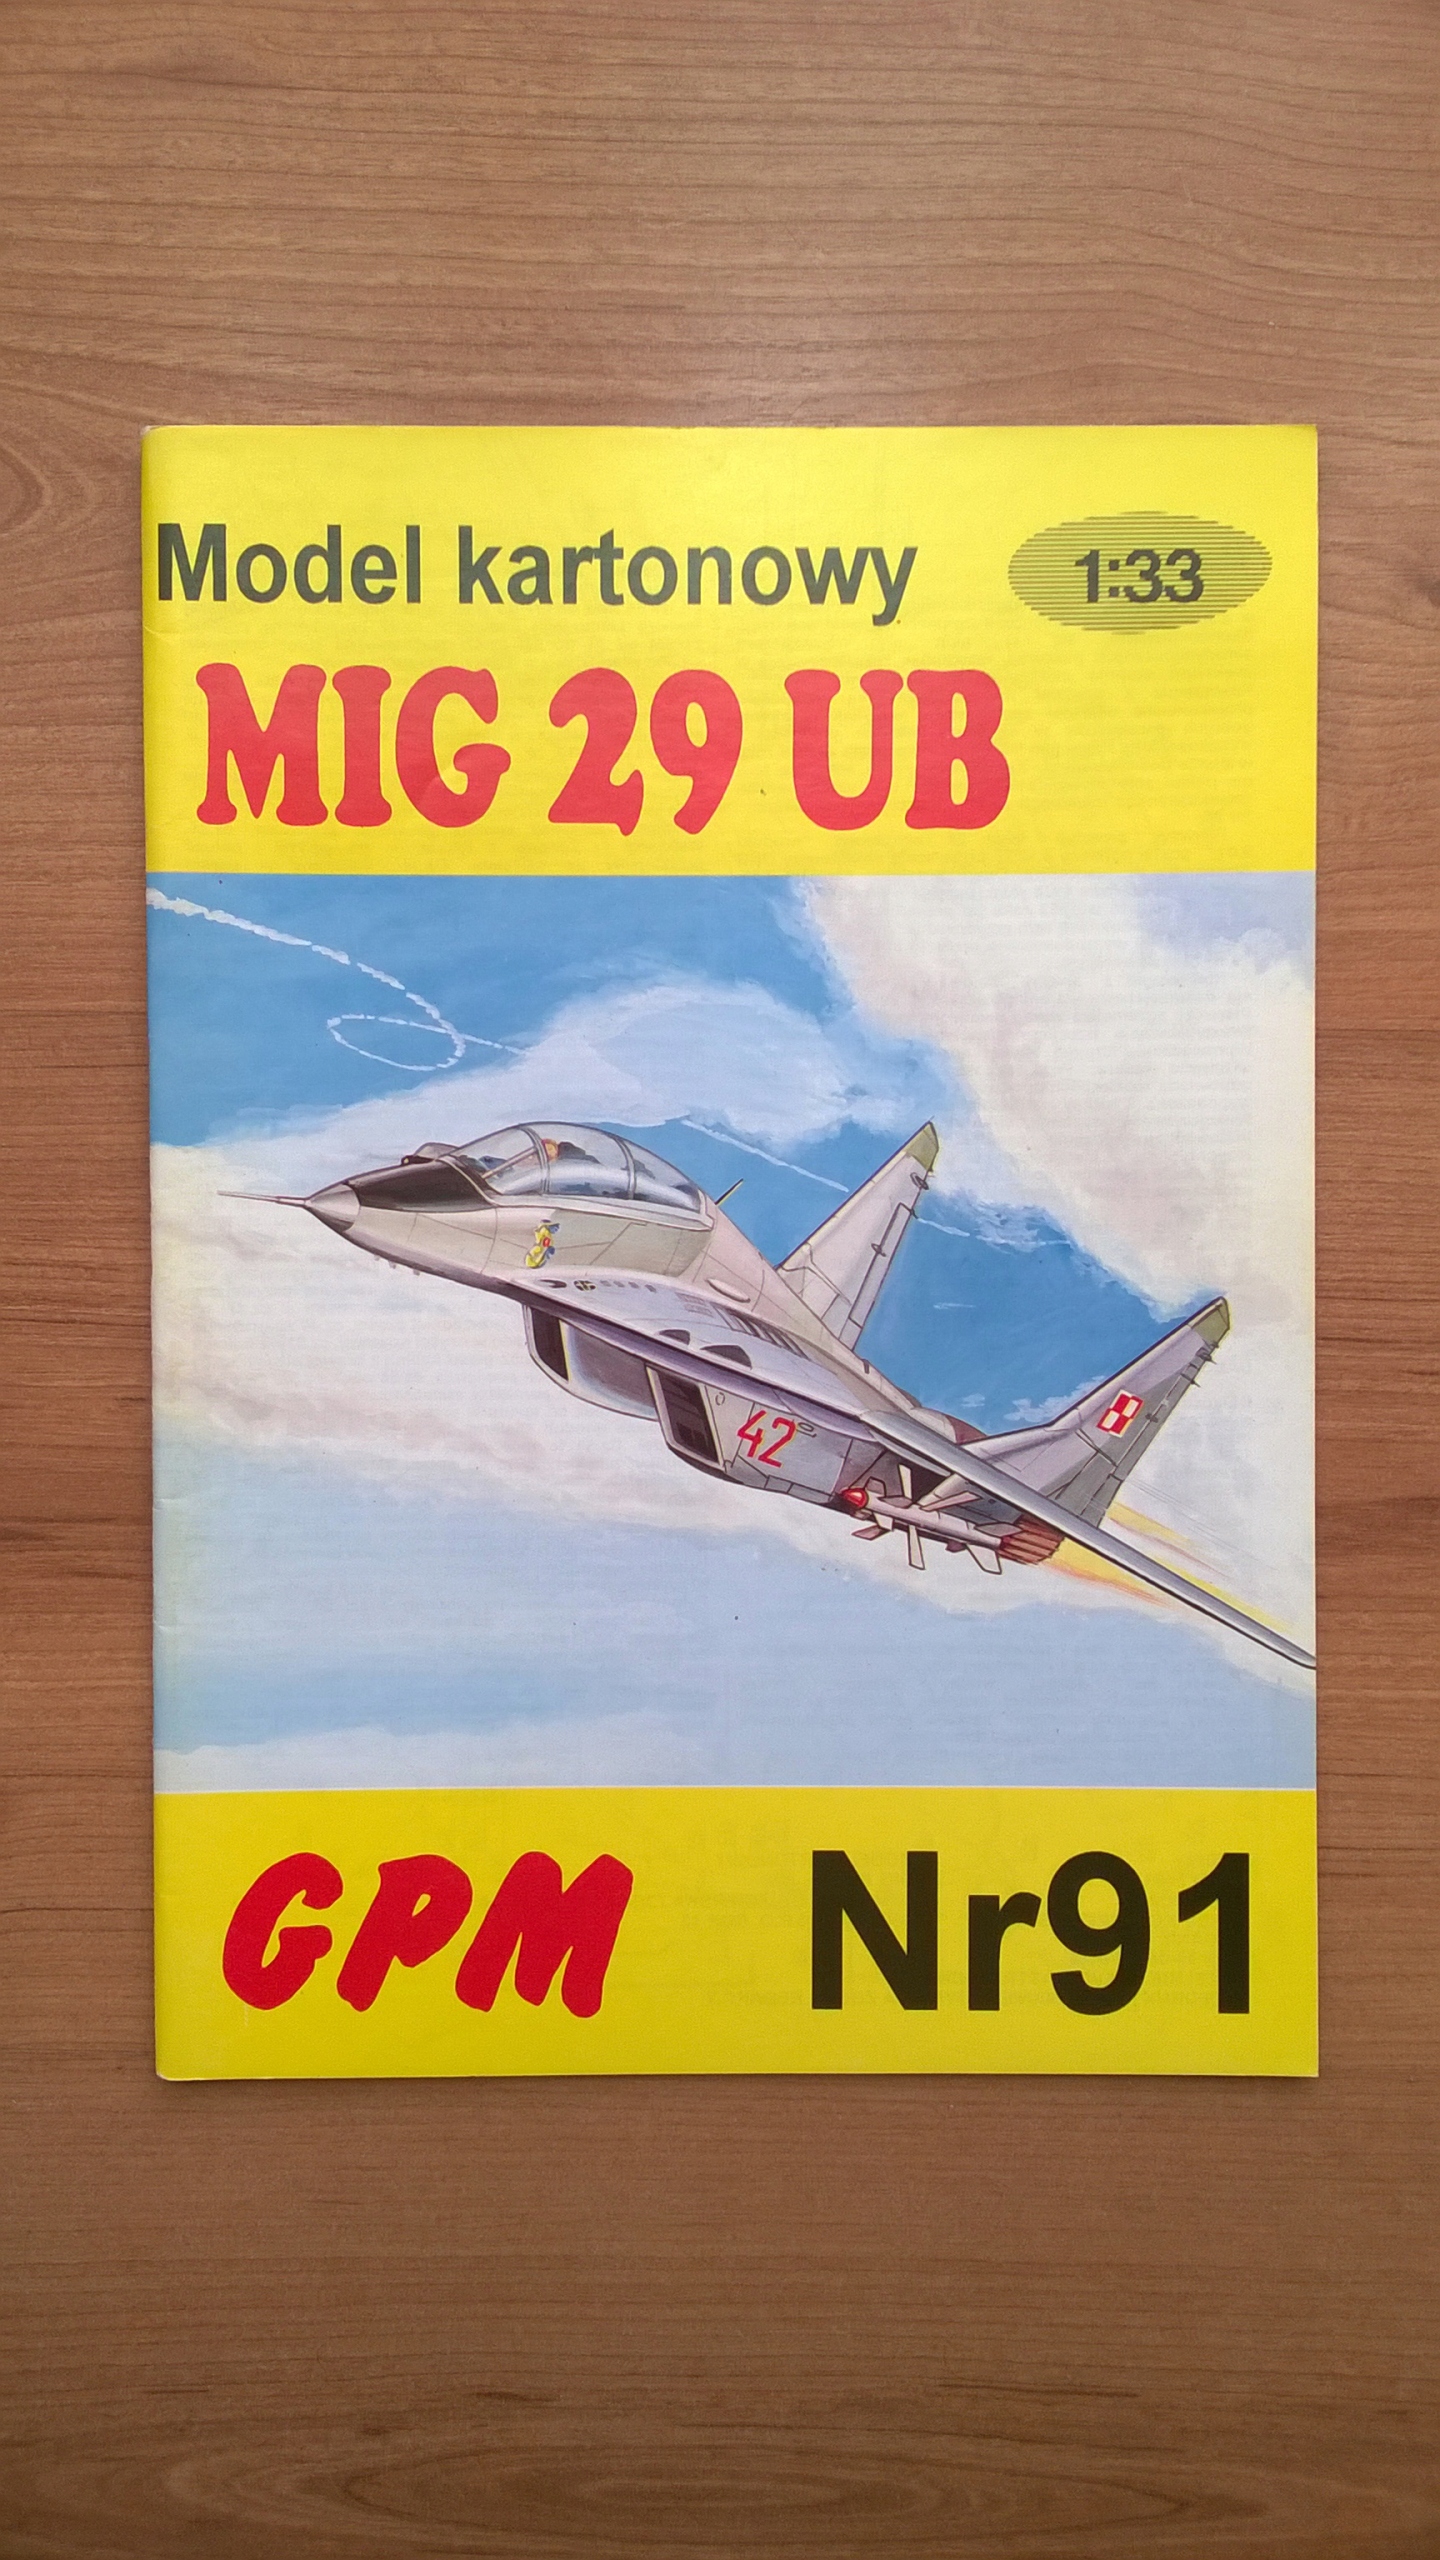 Model kartonowy 1:33
MIG 29 UB
42
GPM Nr91